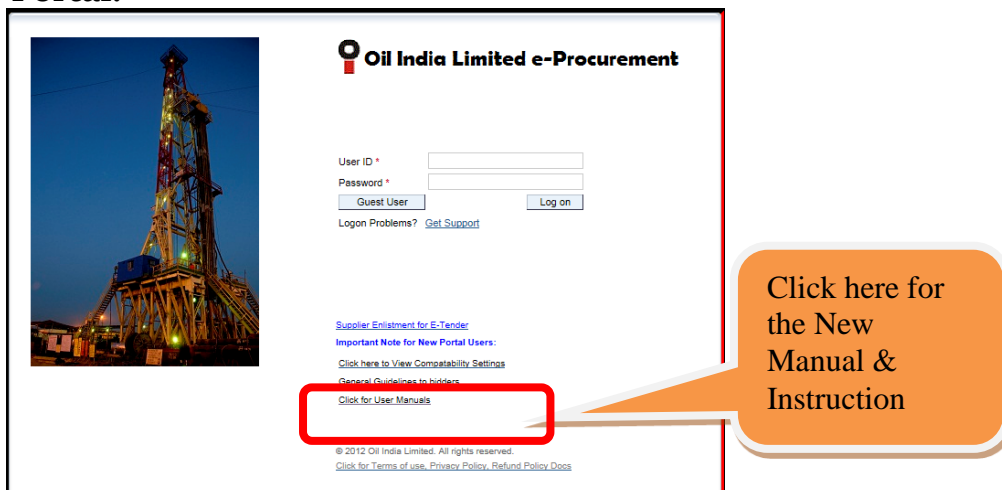 Oil India Limited e-Procurement
User ID *
Password *
Guest User Log on
Logon Problems? Get Support
Supplier Enlistment for E-Tender
Important Note for New Portal Users:
Click here to View Compatability Settings
General Guidelines to bidders
Click for User Manuals
© 2012 Oil India Limited. All rights reserved.
Click for Terms of use, Privacy Policy, Refund Policy Docs
Click here for
the New
Manual &
Instruction